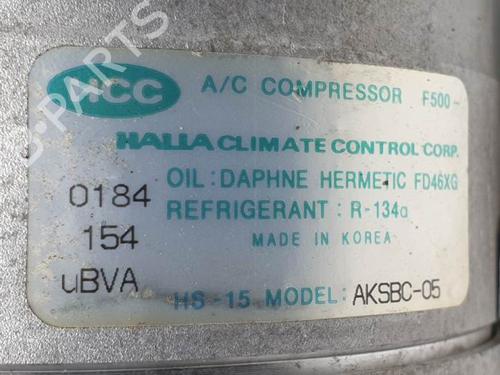 HCC A/C COMPRESSOR F500-
HALLA CLIMATE CONTROL CORP.
OIL: DAPHNE HERMETIC FD46XG
0184 REFRIGERANT : R-134a
154 MADE IN KOREA
uBVA HS-15 MODEL: AKSBC-05